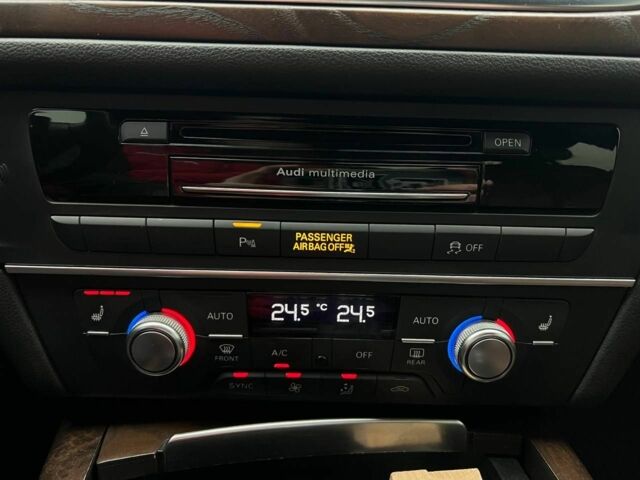 OPEN
Audi multimedia
P
PASSENGER
AIRBAG OFF
OFF
AUTO
24.5 °C 24.5
AUTO
FRONT
A/C
OFF
REAR
SYNC